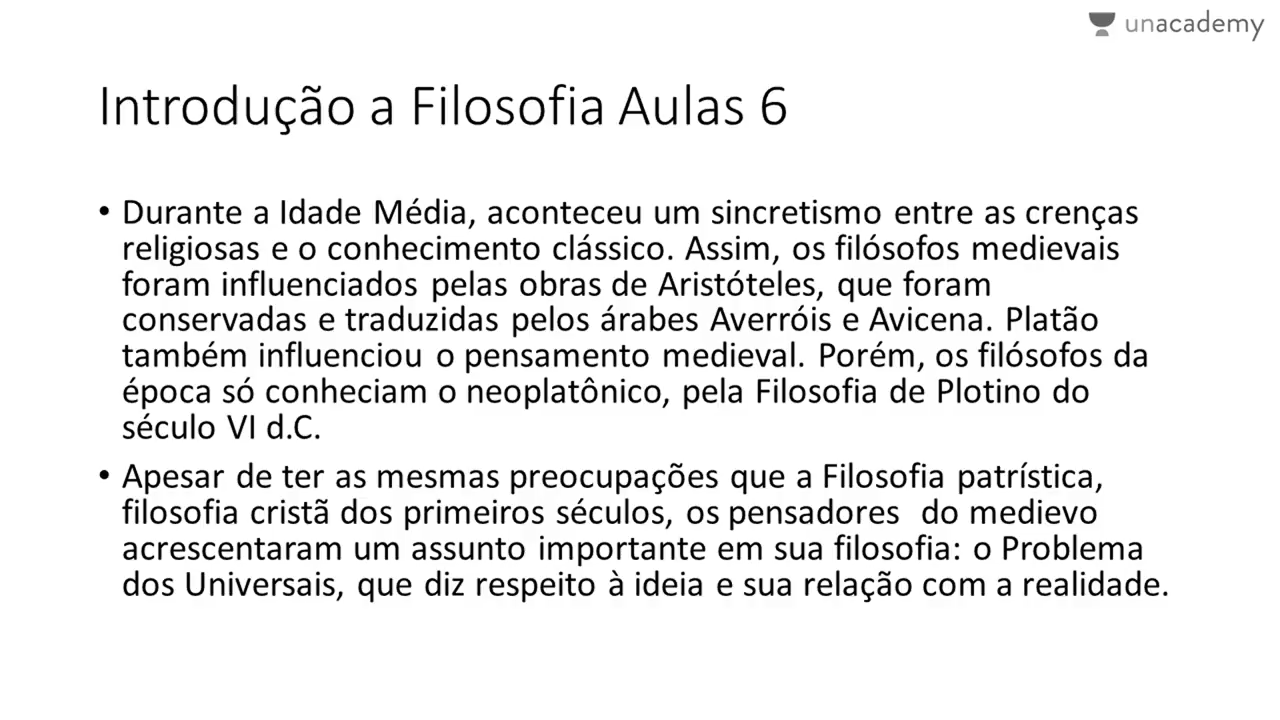 unacademy
Introdução a Filosofia Aulas 6
• Durante a Idade Média, aconteceu um sincretismo entre as crenças
religiosas e o conhecimento clássico. Assim, os filósofos medievais
foram influenciados pelas obras de Aristóteles, que foram
conservadas e traduzidas pelos árabes Averróis e Avicena. Platão
também influenciou o pensamento medieval. Porém, os filósofos da
época só conheciam o neoplatônico, pela Filosofia de Plotino do
século VI d.C.
• Apesar de ter as mesmas preocupações que a Filosofia patrística,
filosofia cristã dos primeiros séculos, os pensadores do medievo
acrescentaram um assunto importante em sua filosofia: o Problema
dos Universais, que diz respeito à ideia e sua relação com a realidade.